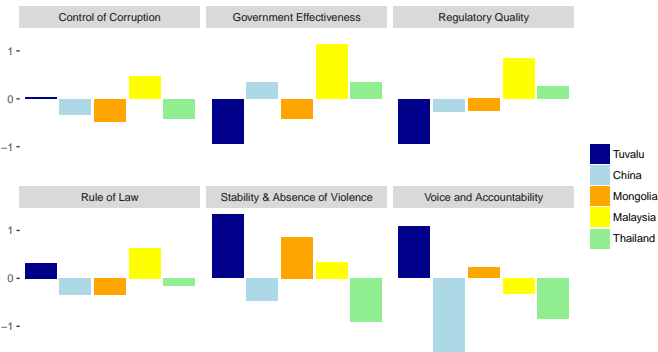 Control of Corruption
Government Effectiveness
Regulatory Quality
1
0
−1
Rule of Law
Stability & Absence of Violence
Voice and Accountability
1
0
−1
Tuvalu
China
Mongolia
Malaysia
Thailand